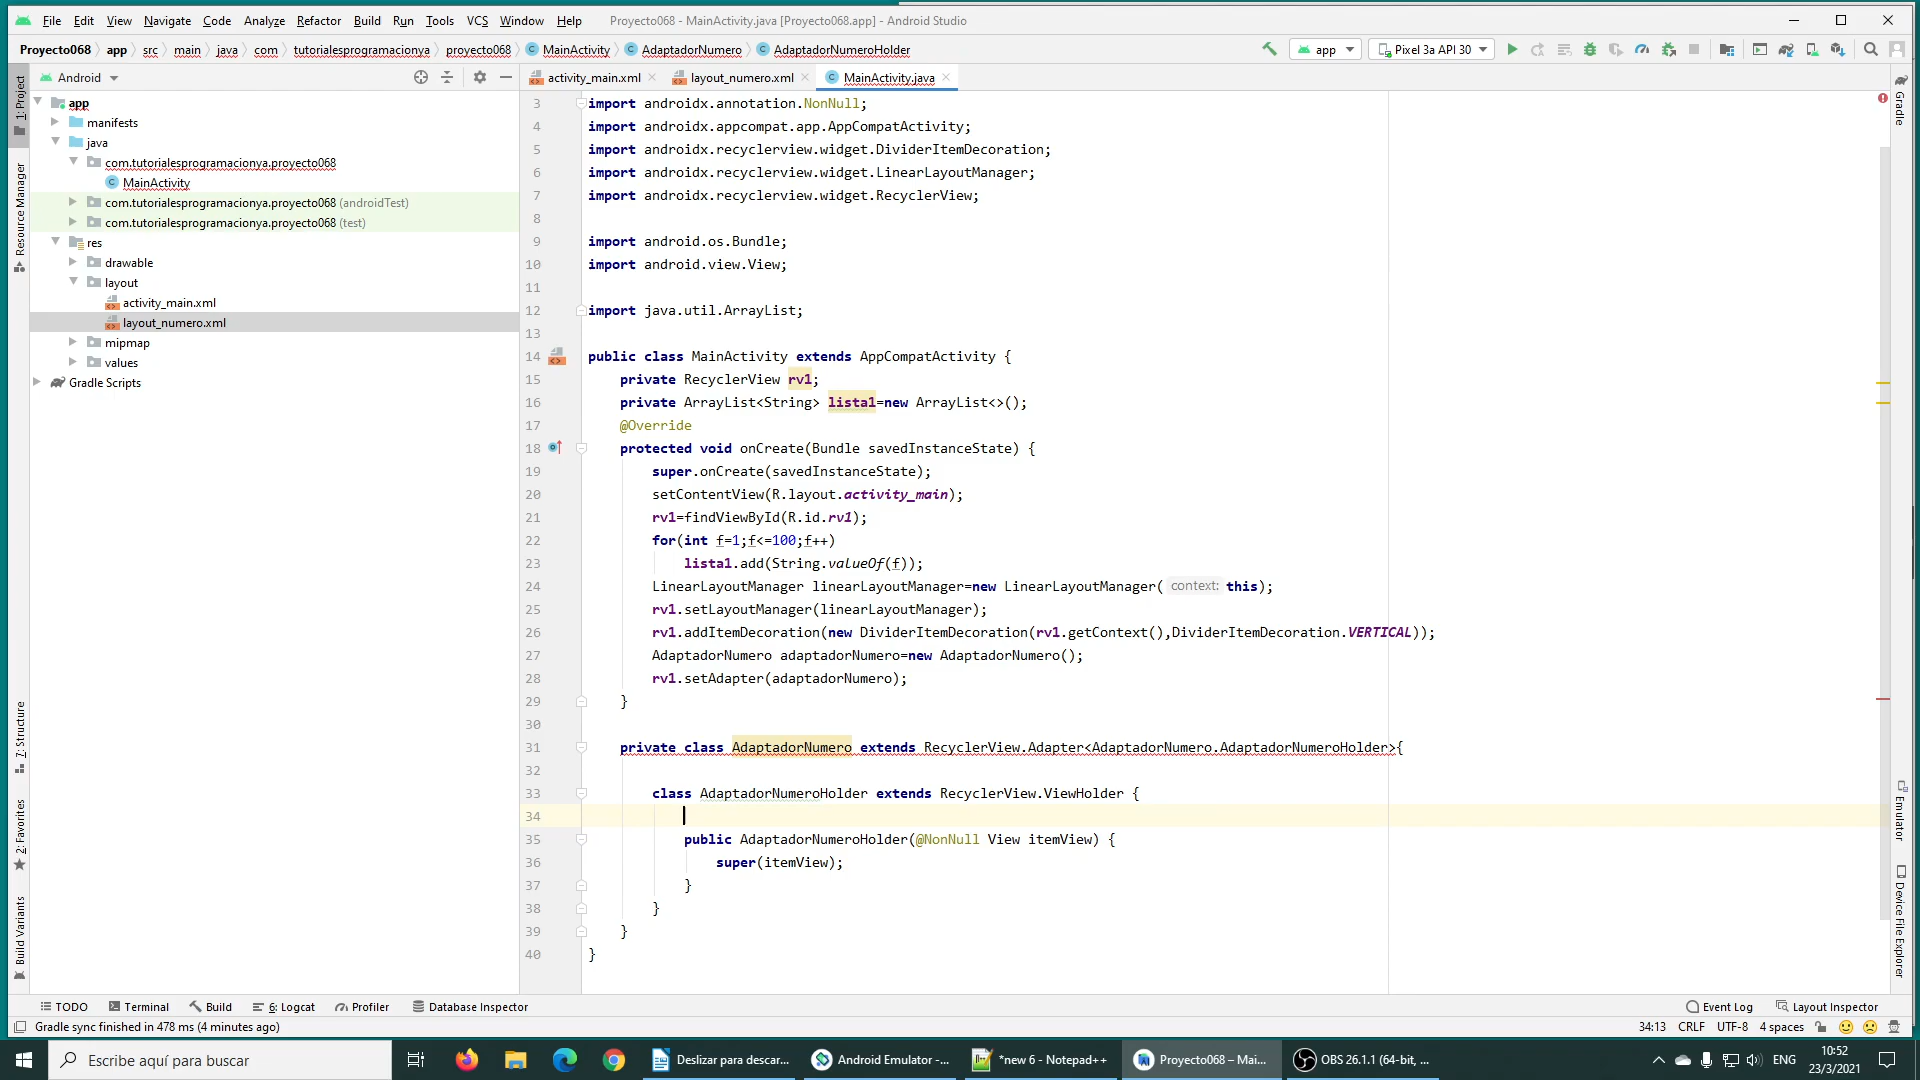 File Edit View Navigate Code Analyze Refactor Build Run Tools VCS Window Help Proyecto068 - MainActivity.java [Proyecto068.app] - Android Studio
Proyecto068 app src main java com tutorialesprogramacionya proyecto068 MainActivity AdaptadorNumero AdaptadorNumeroHolder app Pixel 3a API 30
Android activity_main.xml layout_numero.xml MainActivity.java
1: Project
Resource Manager
7: Structure
2: Favorites
Build Variants
app
manifests
java
com.tutorialesprogramacionya.proyecto068
MainActivity
com.tutorialesprogramacionya.proyecto068 (androidTest)
com.tutorialesprogramacionya.proyecto068 (test)
res
drawable
layout
activity_main.xml
layout_numero.xml
mipmap
values
Gradle Scripts
3 import androidx.annotation.NonNull;
4 import androidx.appcompat.app.AppCompatActivity;
5 import androidx.recyclerview.widget.DividerItemDecoration;
6 import androidx.recyclerview.widget.LinearLayoutManager;
7 import androidx.recyclerview.widget.RecyclerView;
8
9 import android.os.Bundle;
10 import android.view.View;
11
12 import java.util.ArrayList;
13
14 public class MainActivity extends AppCompatActivity {
15 private RecyclerView rv1;
16 private ArrayList<String> lista1=new ArrayList<>();
17 @Override
18 protected void onCreate(Bundle savedInstanceState) {
19 super.onCreate(savedInstanceState);
20 setContentView(R.layout.activity_main);
21 rv1=findViewById(R.id.rv1);
22 for(int f=1;f<=100;f++)
23 lista1.add(String.valueOf(f));
24 LinearLayoutManager linearLayoutManager=new LinearLayoutManager( context: this);
25 rv1.setLayoutManager(linearLayoutManager);
26 rv1.addItemDecoration(new DividerItemDecoration(rv1.getContext(),DividerItemDecoration.VERTICAL));
27 AdaptadorNumero adaptadorNumero=new AdaptadorNumero();
28 rv1.setAdapter(adaptadorNumero);
29 }
30
31 private class AdaptadorNumero extends RecyclerView.Adapter<AdaptadorNumero.AdaptadorNumeroHolder>{
32
33 class AdaptadorNumeroHolder extends RecyclerView.ViewHolder {
34
35 public AdaptadorNumeroHolder(@NonNull View itemView) {
36 super(itemView);
37 }
38 }
39 }
40 }
Gradle
Emulator
Device File Explorer
TODO Terminal Build 6: Logcat Profiler Database Inspector Event Log Layout Inspector
Gradle sync finished in 478 ms (4 minutes ago) 34:13 CRLF UTF-8 4 spaces
Escribe aquí para buscar Deslizar para descar... Android Emulator -... *new 6 - Notepad++ Proyecto068 – Mai... OBS 26.1.1 (64-bit, ... ENG 10:52
23/3/2021